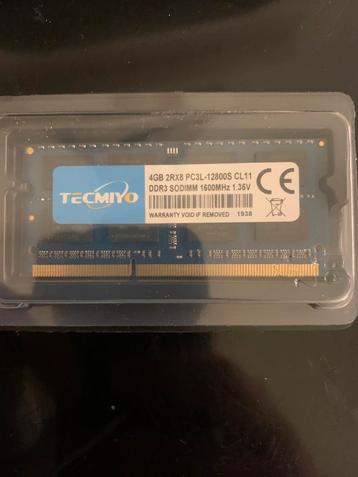 TECMIYO
4GB 2RX8 PC3L-12800S CL11
DDR3 SODIMM 1600MHz 1.35V
WARRANTY VOID IF REMOVED 1938
CE